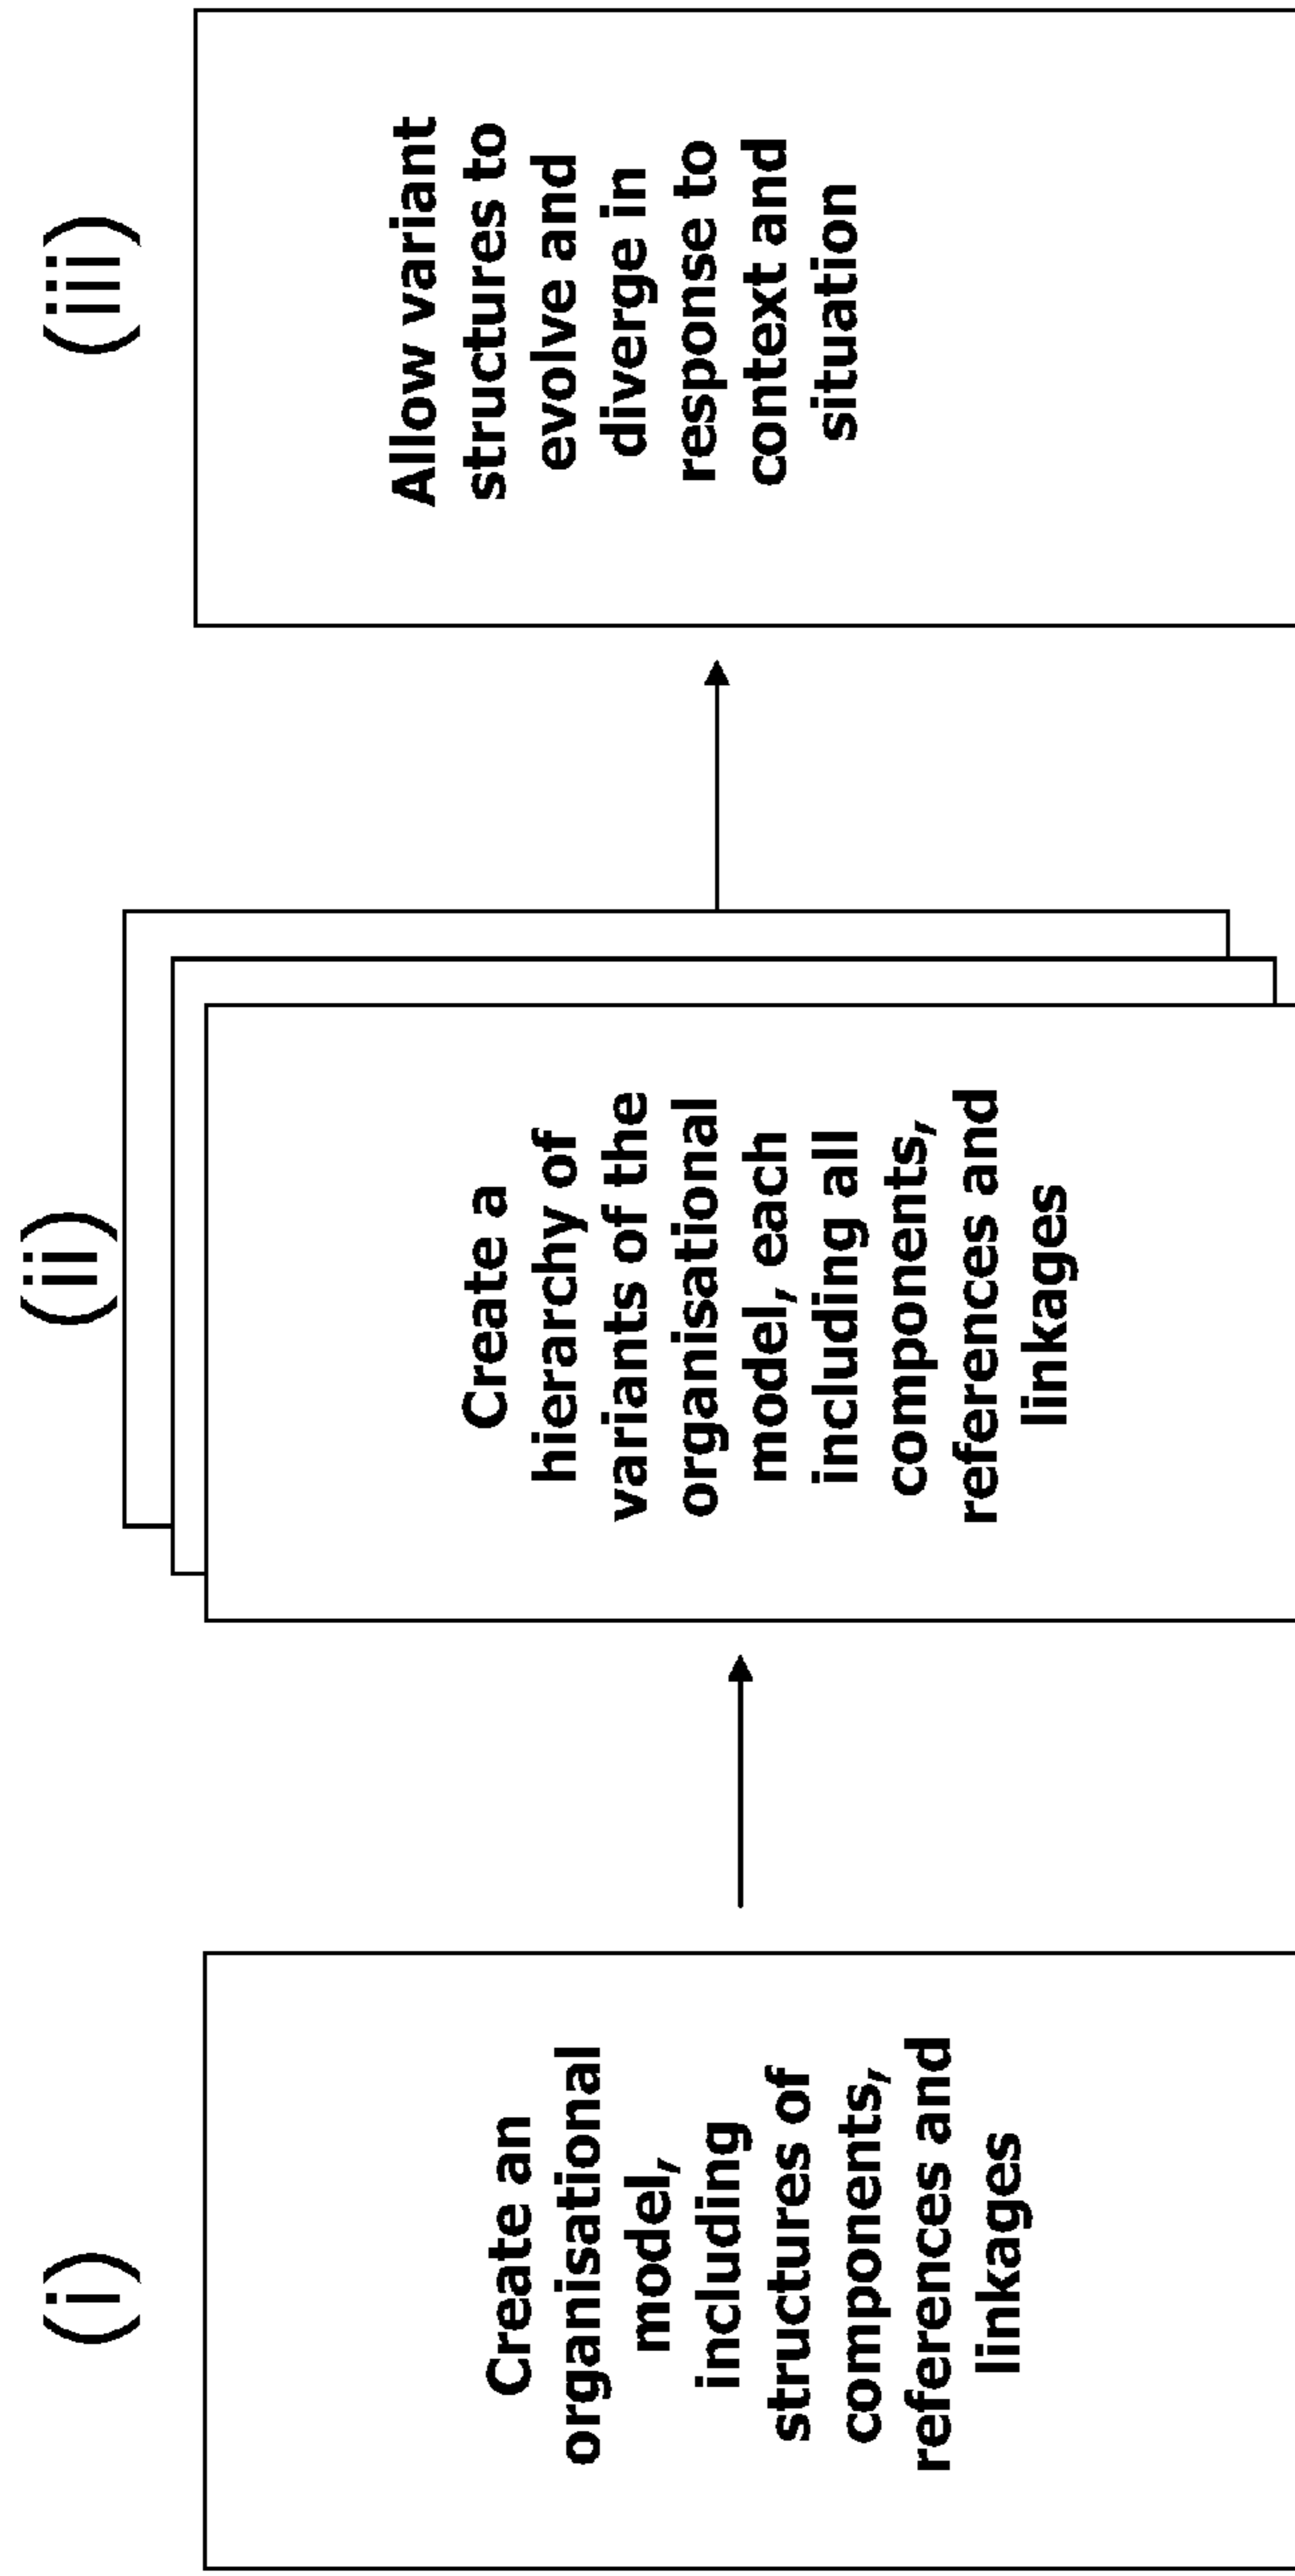 (i)
Create an
organisational
model,
including
structures of
components,
references and
linkages
(ii)
Create a
hierarchy of
variants of the
organisational
model, each
including all
components,
references and
linkages
(iii)
Allow variant
structures to
evolve and
diverge in
response to
context and
situation